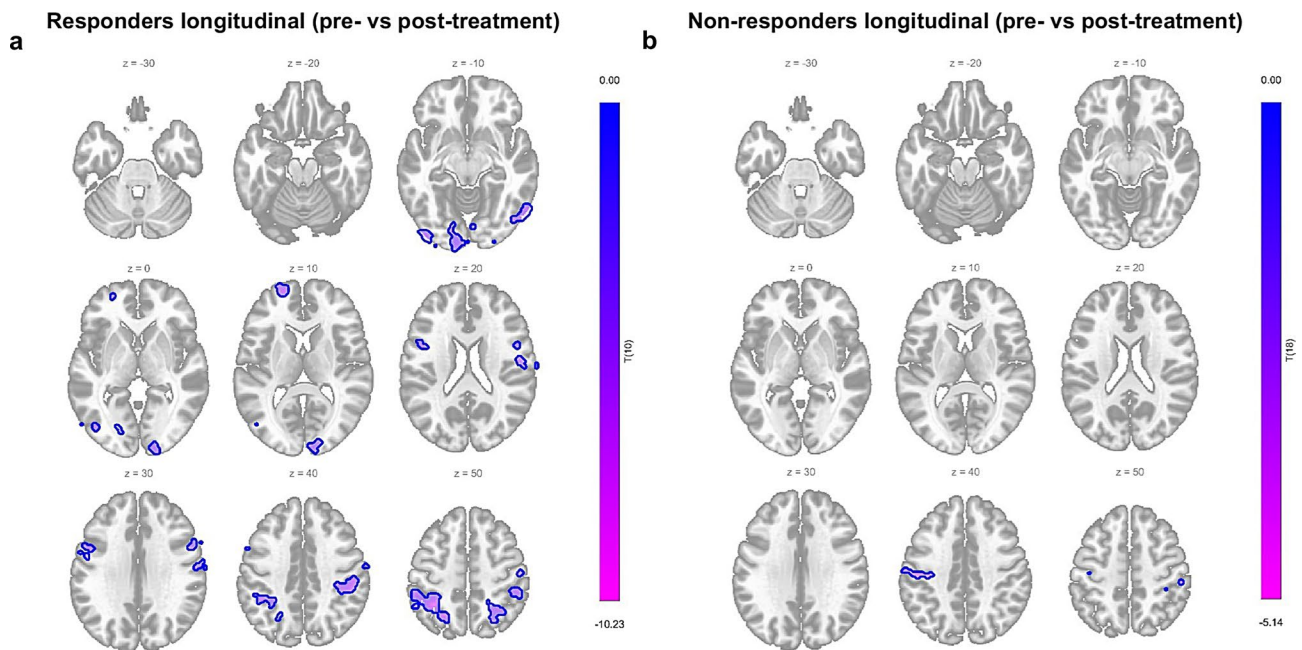 Responders longitudinal (pre- vs post-treatment)
a
z = -30
z = -20
z = -10
0.00
z = 0
z = 10
z = 20
T(10)
z = 30
z = 40
z = 50
-10.23
Non-responders longitudinal (pre- vs post-treatment)
b
z = -30
z = -20
z = -10
0.00
z = 0
z = 10
z = 20
T(18)
z = 30
z = 40
z = 50
-5.14